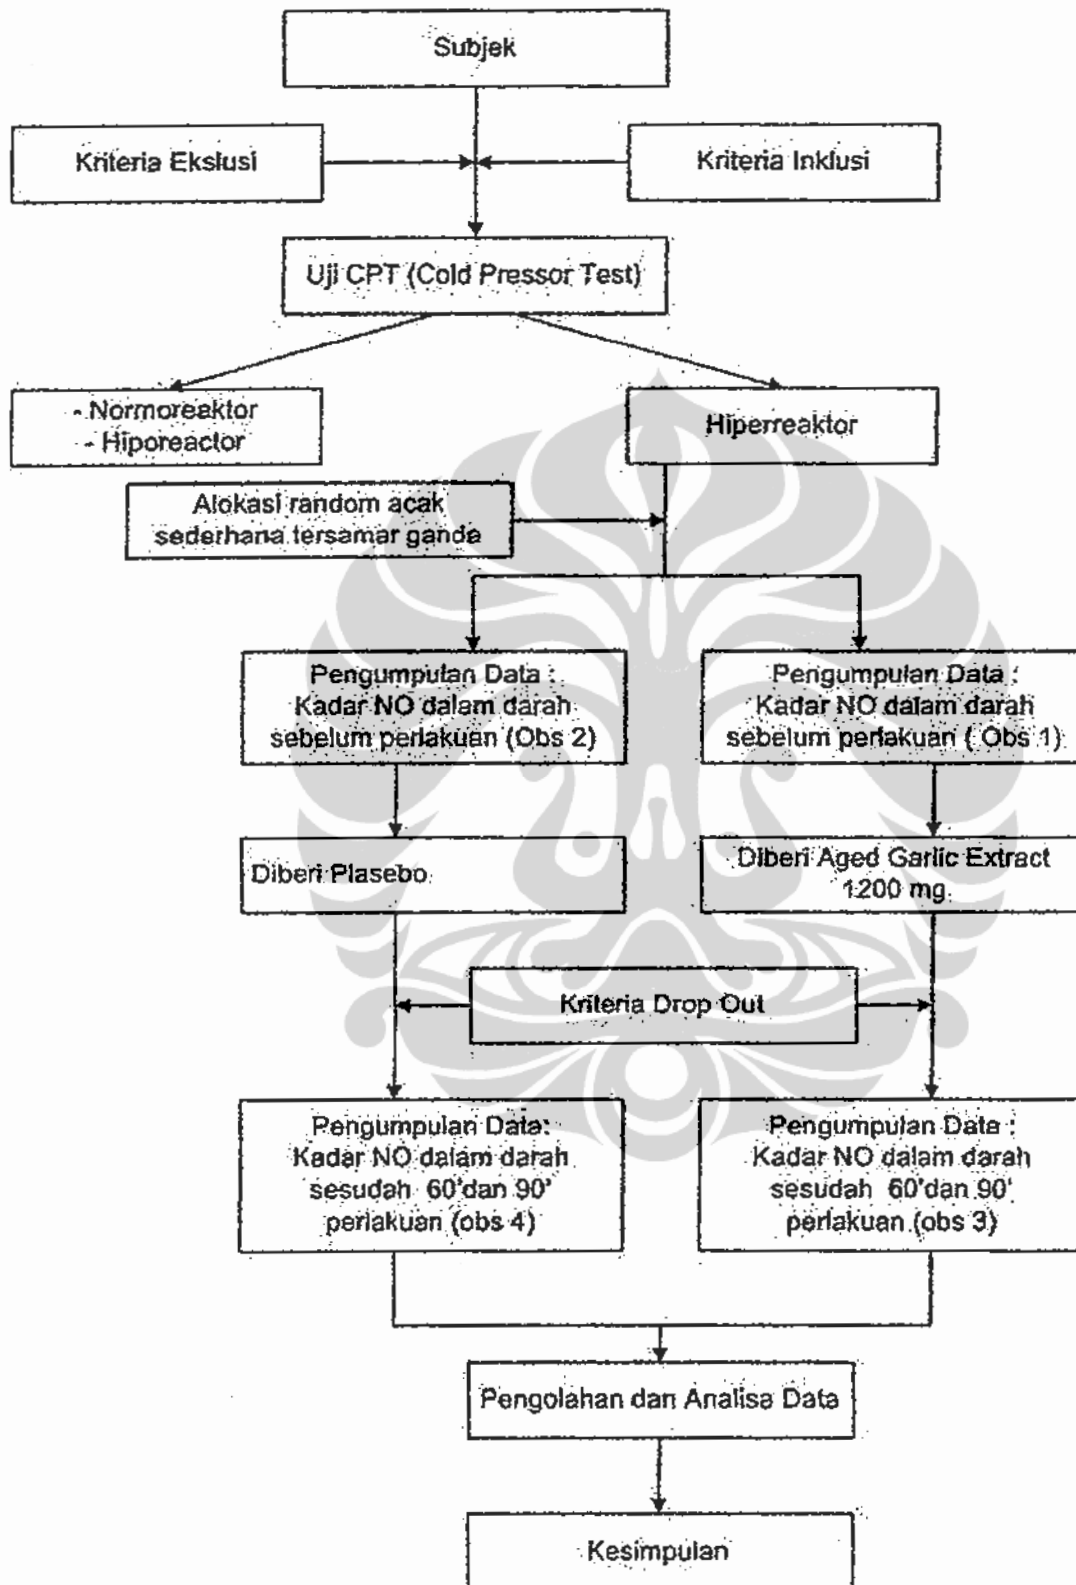 Subjek
Kriteria Ekslusi
Kriteria Inklusi
Uji CPT (Cold Pressor Test)
- Normoreaktor
- Hiporeactor
Hiperreaktor
Alokasi random acak
sederhana tersamar ganda
Pengumpulan Data :
Kadar NO dalam darah
sebelum perlakuan (Obs 2)
Pengumpulan Data :
Kadar NO dalam darah
sebelum perlakuan ( Obs 1)
Diberi Plasebo
Diberi Aged Garlic Extract
1200 mg.
Kriteria Drop Out
Pengumpulan Data:
Kadar NO dalam darah
sesudah 60'dan 90'
perlakuan (obs 4)
Pengumpulan Data :
Kadar NO dalam darah
sesudah 60'dan 90'
perlakuan (obs 3)
Pengolahan dan Analisa Data
Kesimpulan